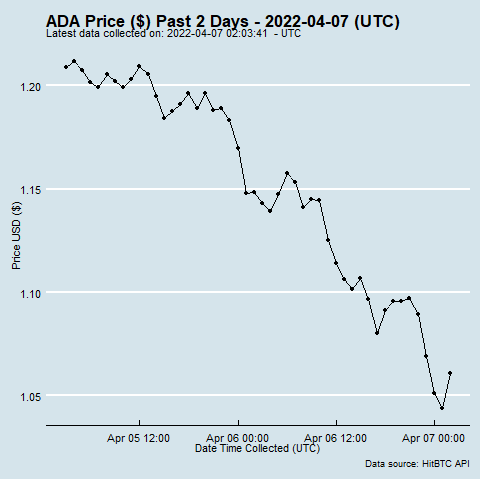 ADA Price ($) Past 2 Days - 2022-04-07 (UTC)
Latest data collected on: 2022-04-07 02:03:41 - UTC
1.20
1.15
1.10
1.05
Price USD ($)
Apr 05 12:00
Apr 06 00:00
Apr 06 12:00
Apr 07 00:00
Date Time Collected (UTC)
Data source: HitBTC API